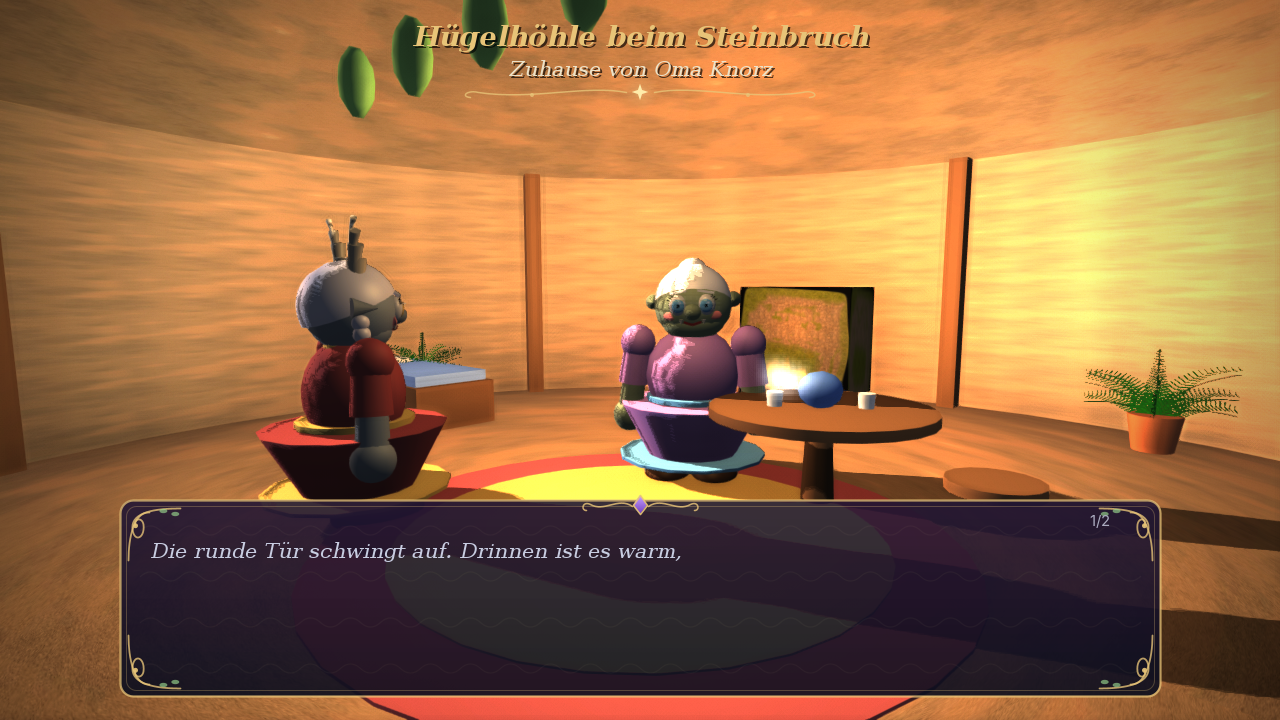 Hügelhöhle beim Steinbruch
Zuhause von Oma Knorz
1/2
Die runde Tür schwingt auf. Drinnen ist es warm,